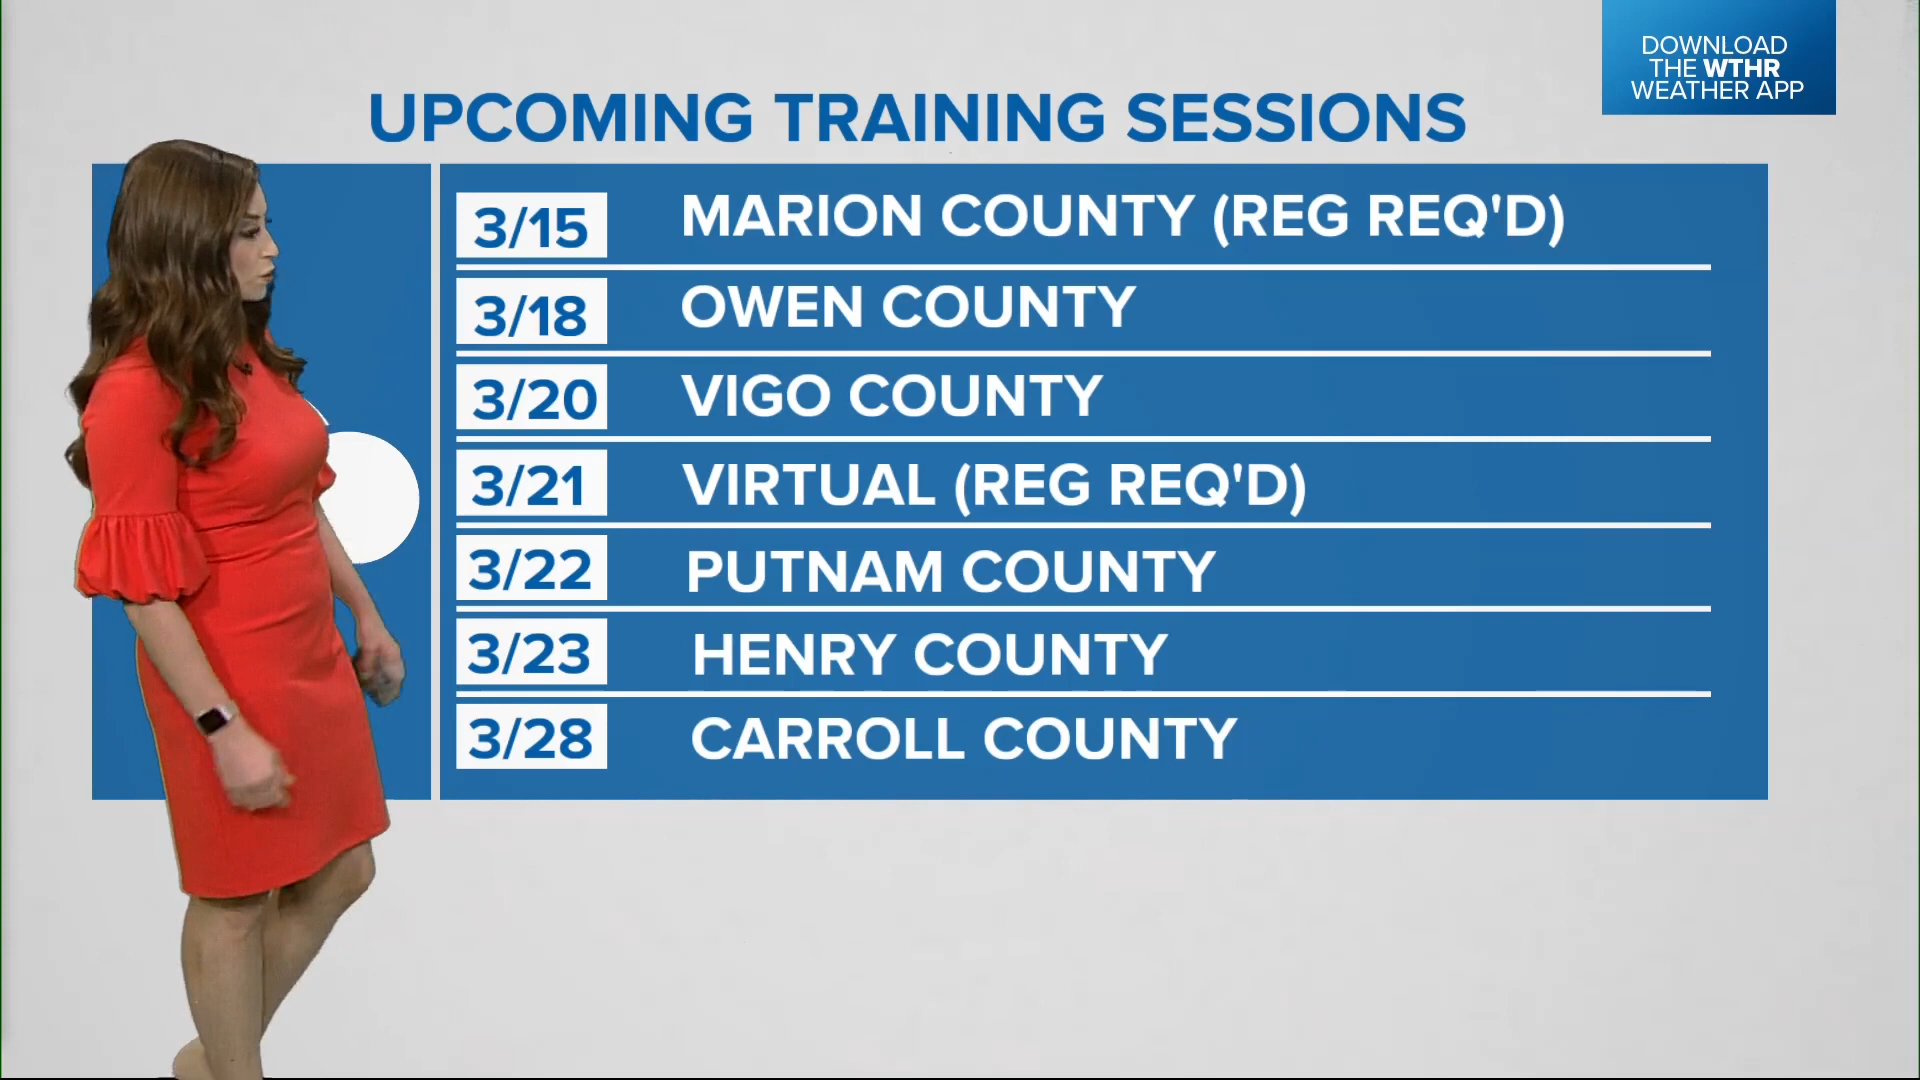 DOWNLOAD
THE WTHR
WEATHER APP
UPCOMING TRAINING SESSIONS
3/15 MARION COUNTY (REG REQ'D)
3/18 OWEN COUNTY
3/20 VIGO COUNTY
3/21 VIRTUAL (REG REQ'D)
3/22 PUTNAM COUNTY
3/23 HENRY COUNTY
3/28 CARROLL COUNTY